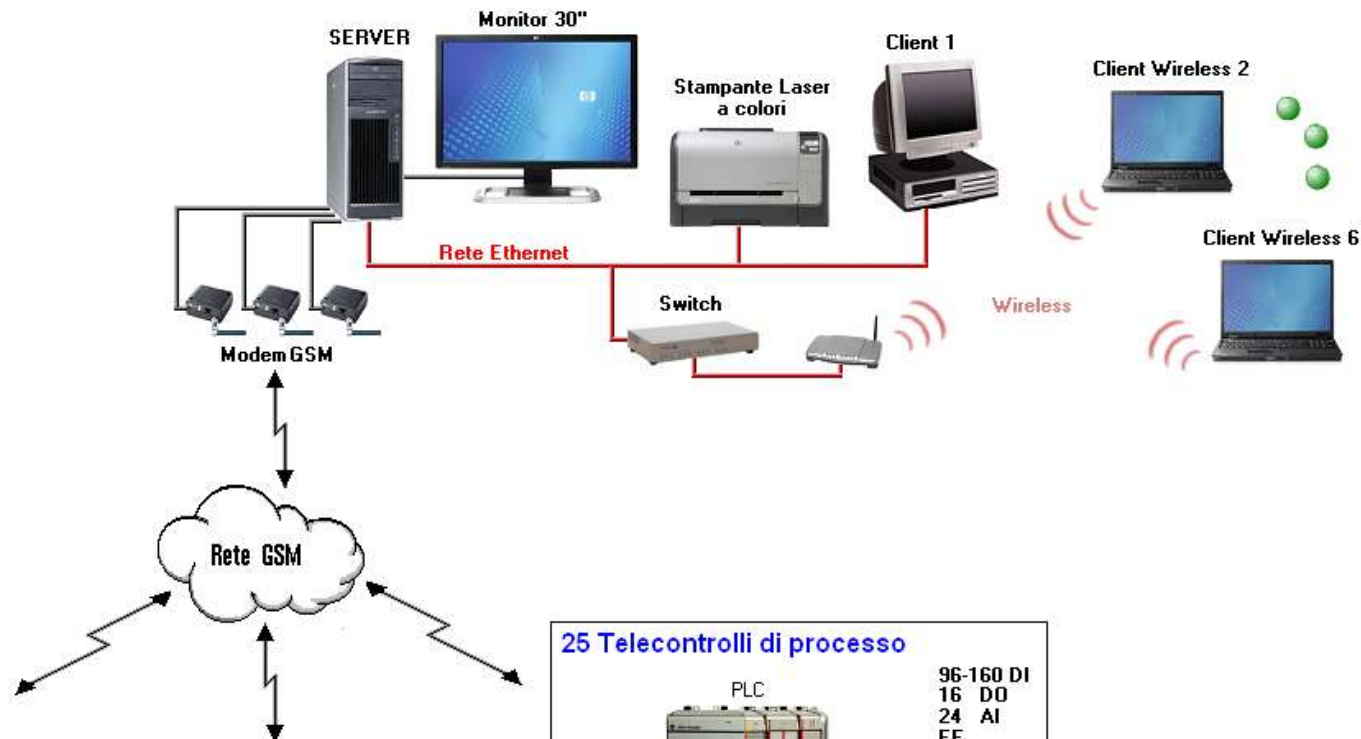 SERVER
Monitor 30"
Stampante Laser
a colori
Client 1
Client Wireless 2
Client Wireless 6
Rete Ethernet
Switch
Wireless
Modem GSM
Rete GSM
25 Telecontrolli di processo
PLC
96-160 DI
16 DO
24 AI